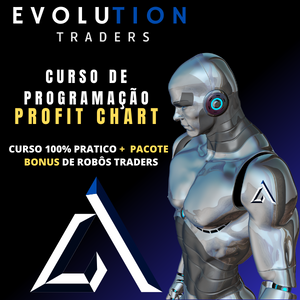 EVOLUTION
TRADERS
CURSO DE
PROGRAMAÇÃO
PROFIT CHART
CURSO 100% PRATICO + PACOTE
BONUS DE ROBÔS TRADERS